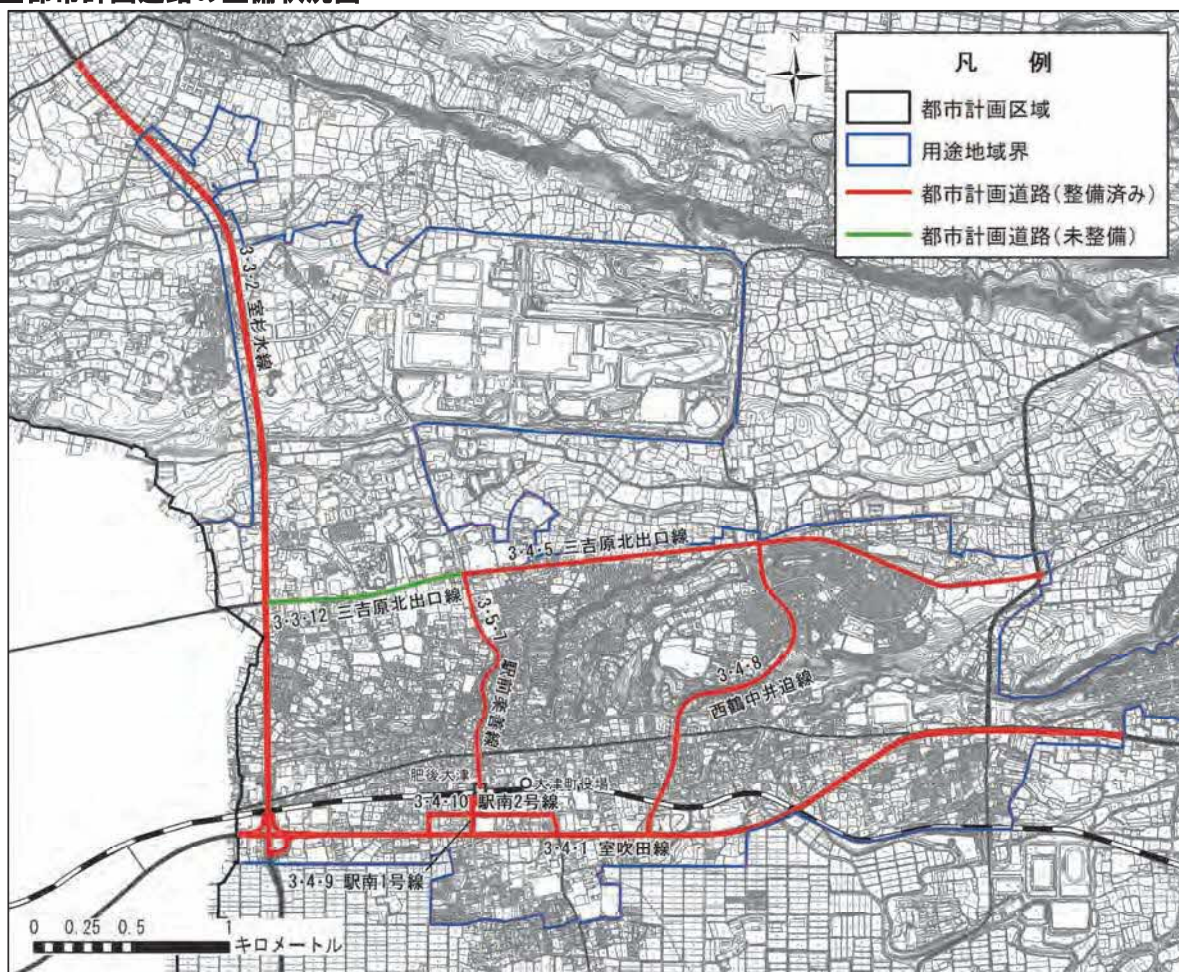 都市計画道路の整備状況図
N
凡 例
都市計画区域
用途地域界
都市計画道路(整備済み)
都市計画道路(未整備)
3・3・2 室杉水線
3・4・5 三吉原北出口線
3・3・12 三吉原北出口線
3・5・7
駅前楽善線
3・4・8
西鶴中井迫線
肥後大津
大津町役場
3・4・10 駅南2号線
3・4・1 室吹田線
3・4・9 駅南1号線
0 0.25 0.5 1
キロメートル